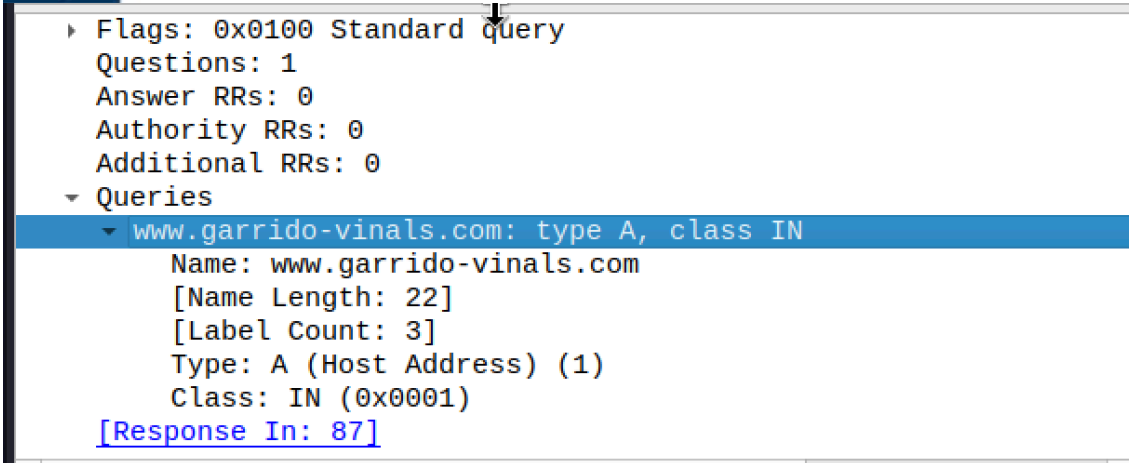 Flags: 0x0100 Standard query
Questions: 1
Answer RRs: 0
Authority RRs: 0
Additional RRs: 0
Queries
www.garrido-vinals.com: type A, class IN
Name: www.garrido-vinals.com
[Name Length: 22]
[Label Count: 3]
Type: A (Host Address) (1)
Class: IN (0x0001)
[Response In: 87]